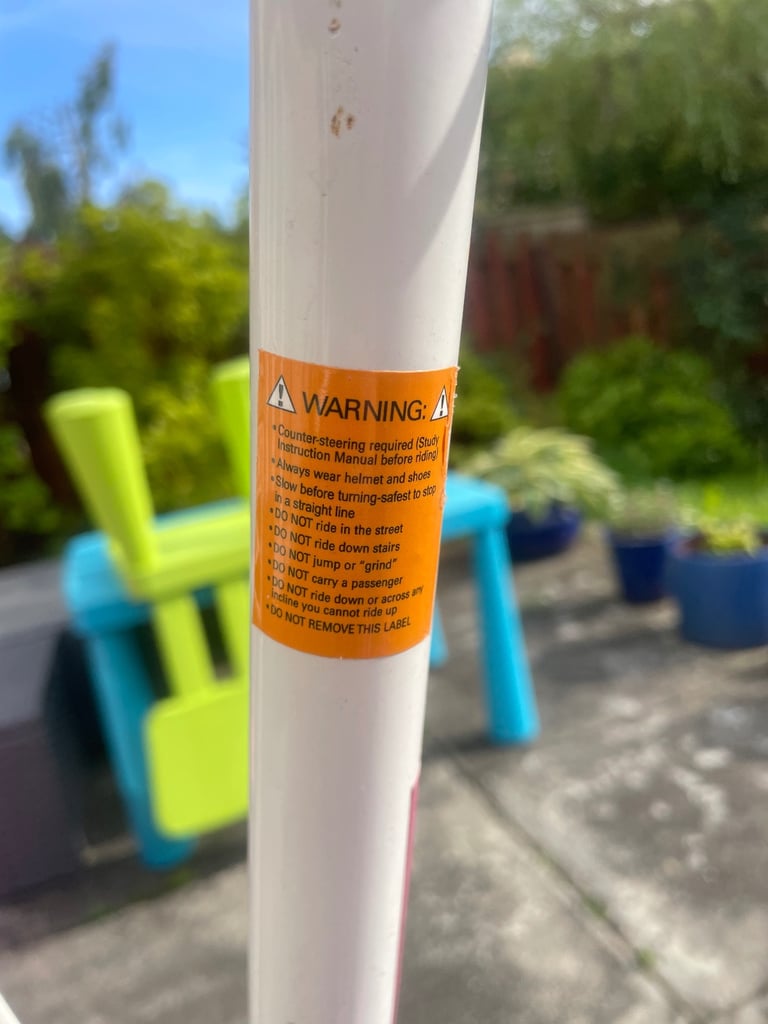 WARNING:
•Counter-steering required (Study
Instruction Manual before riding)
•Always wear helmet and shoes
•Slow before turning-safest to stop
in a straight line
•DO NOT ride in the street
•DO NOT ride down stairs
•DO NOT jump or "grind"
•DO NOT carry a passenger
•DO NOT ride down or across any
incline you cannot ride up
•DO NOT REMOVE THIS LABEL